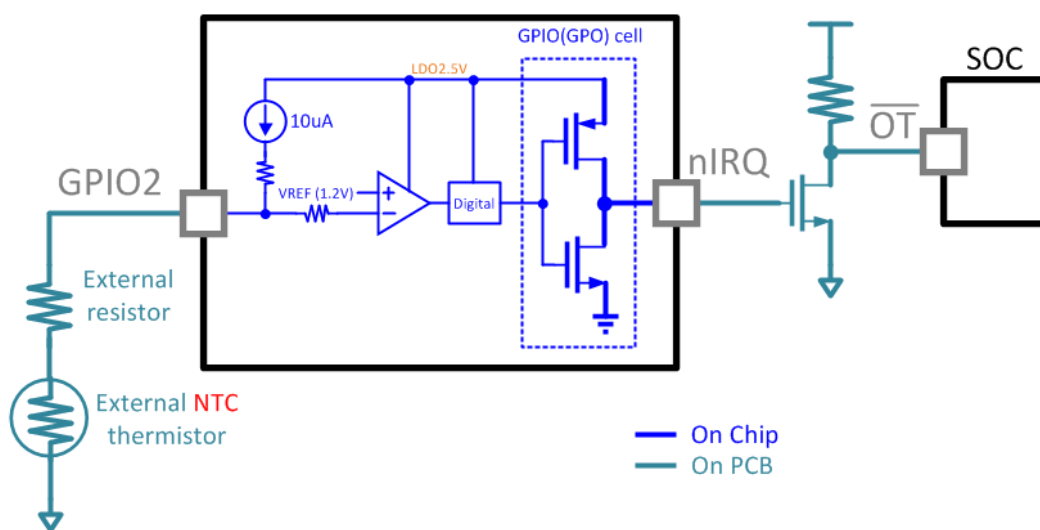 GPIO(GPO) cell
LDO2.5V
SOC
10uA
O̅T̅
GPIO2
nIRQ
VREF (1.2V)
+
-
Digital
External
resistor
External NTC
thermistor
On Chip
On PCB